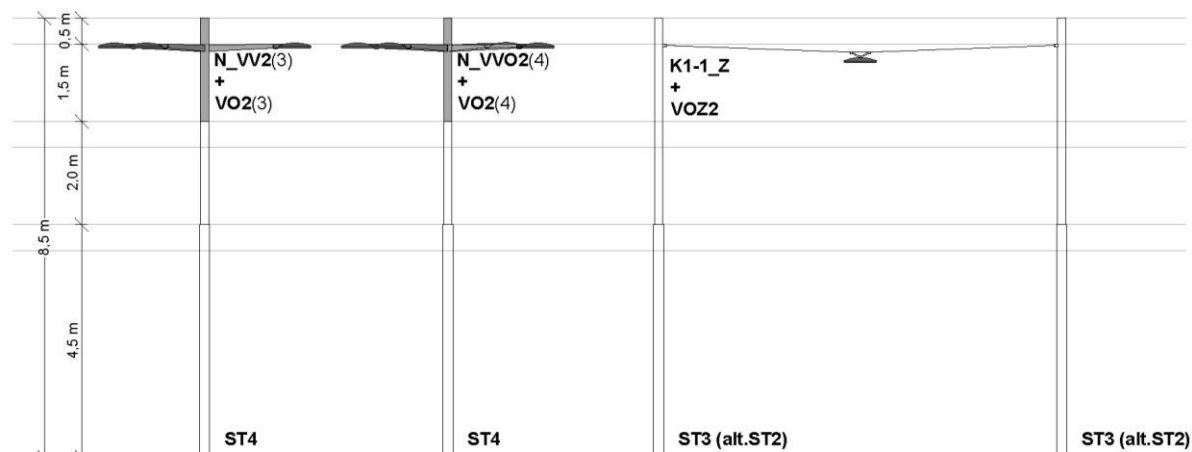 0,5 m
1,5 m
2,0 m
8,5 m
4,5 m
N_VV2(3)
+
VO2(3)
N_VVO2(4)
+
VO2(4)
K1-1_Z
+
VOZ2
ST4
ST4
ST3 (alt.ST2)
ST3 (alt.ST2)